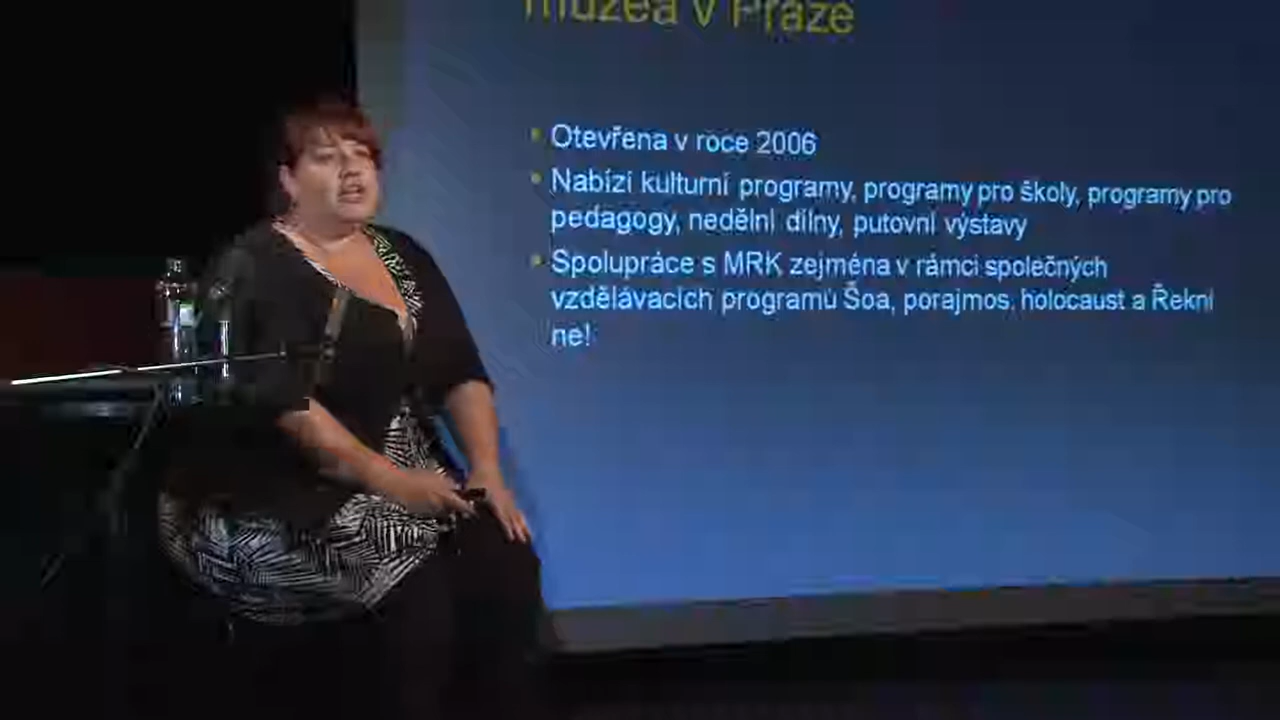 muzea v Praze
Otevřena v roce 2006
Nabízí kulturní programy, programy pro školy, programy pro
pedagogy, nedělní dílny, putovní výstavy
Spolupráce s MRK zejména v rámci společných
vzdělávacích programů Šoa, porajmos, holocaust a Řekni
ne!